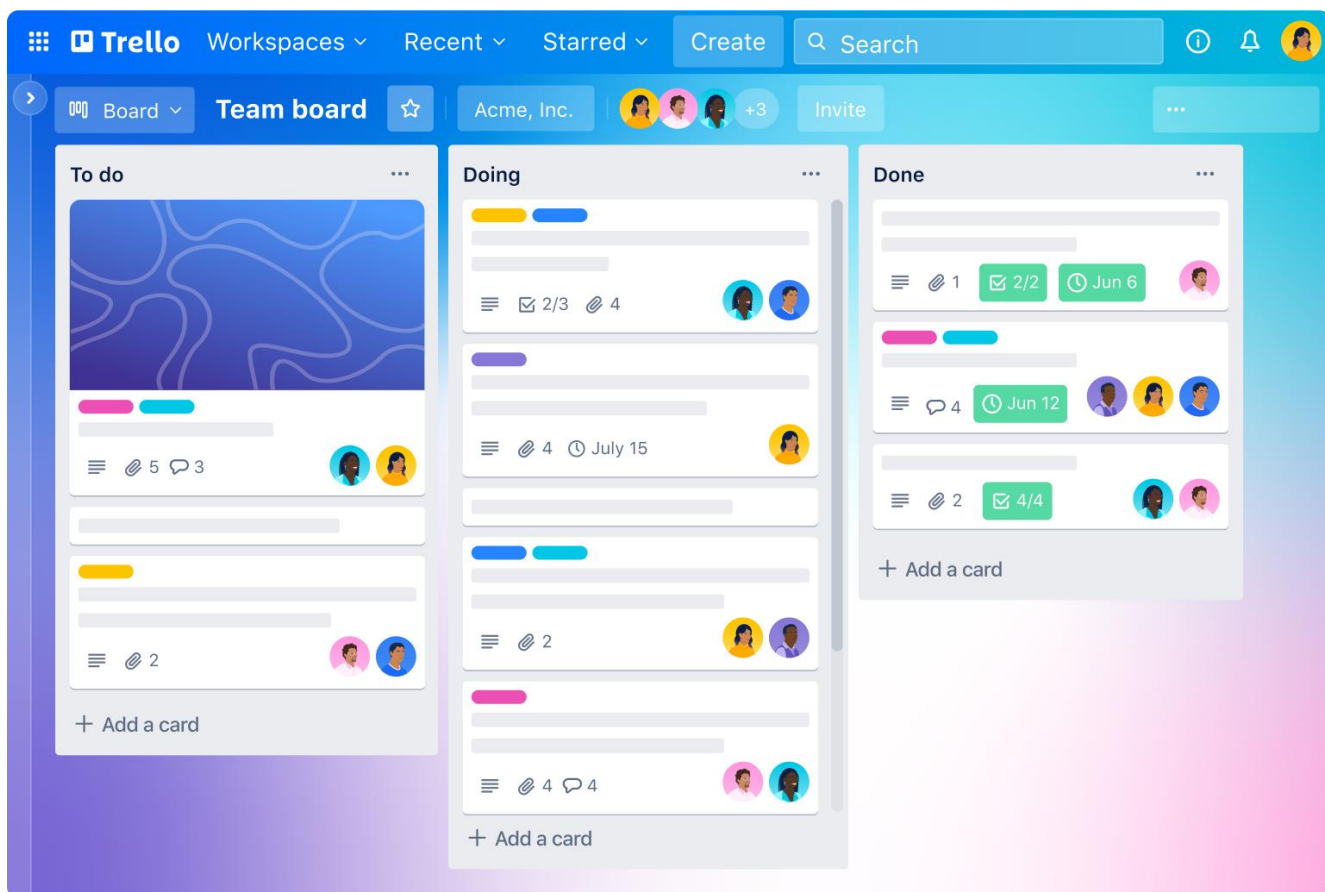 Trello Workspaces Recent Starred Create Search
Board Team board Acme, Inc. +3 Invite ...
To do ...
5 3
2
+ Add a card
Doing ...
2/3 4
4 July 15
2
4 4
+ Add a card
Done ...
1 2/2 Jun 6
4 Jun 12
2 4/4
+ Add a card